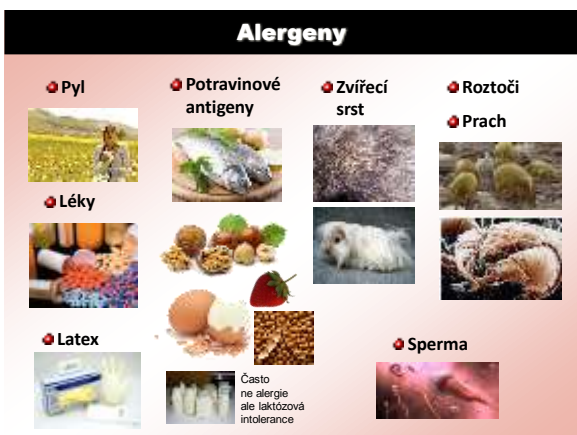 Alergeny
Pyl
Potravinové
antigeny
Zvířecí
srst
Roztoči
Prach
Léky
Latex
Sperma
Často
ne alergie
ale laktózová
intolerance